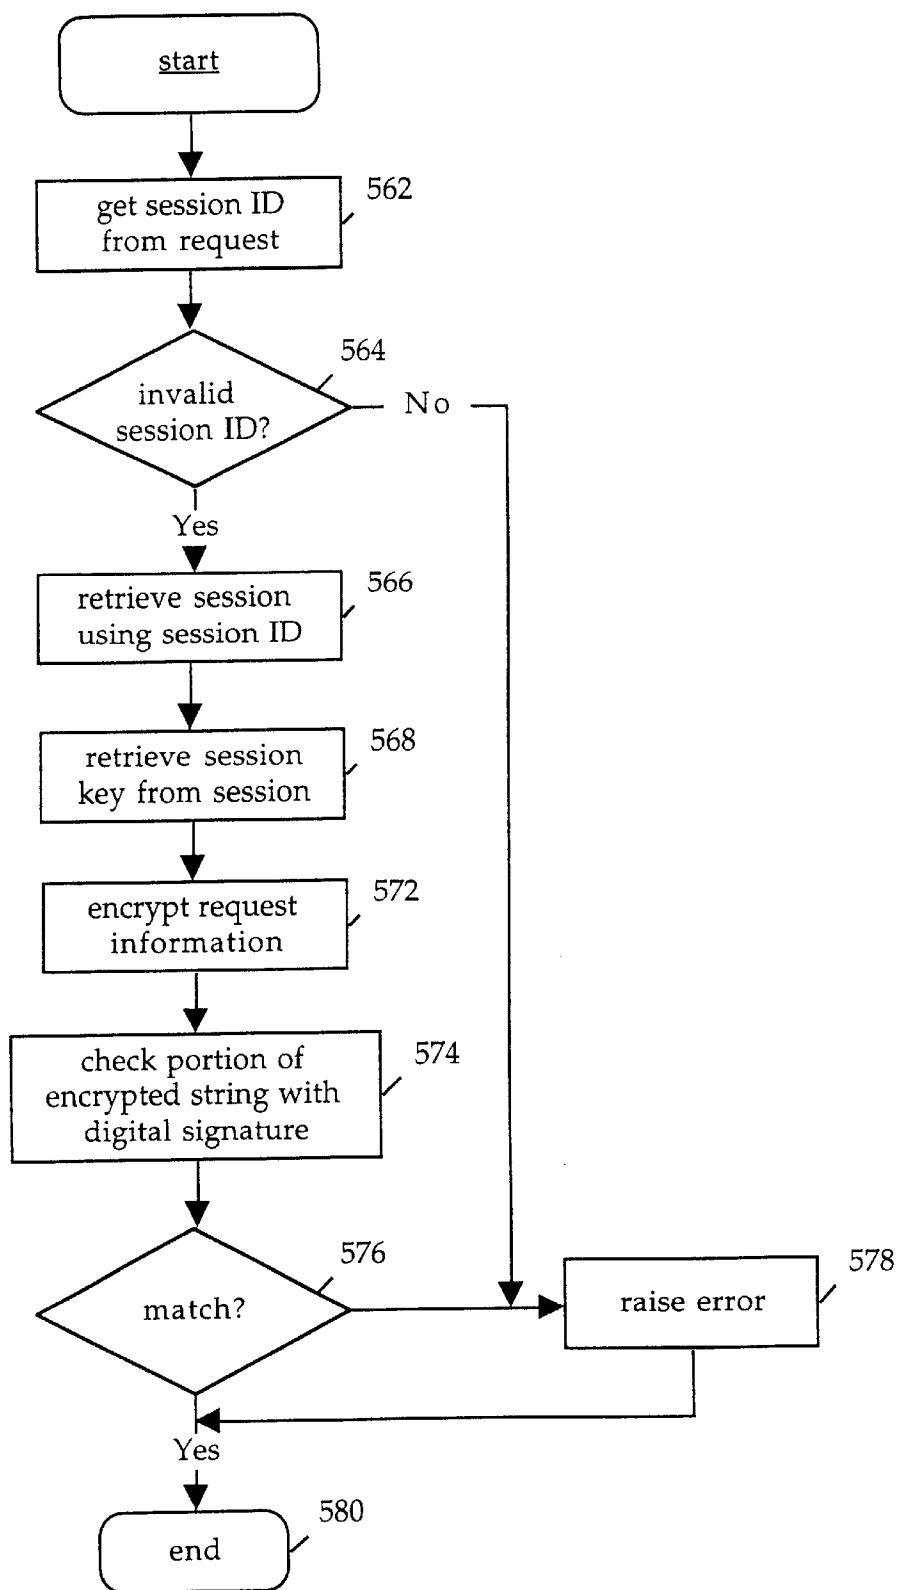 start
562
get session ID
from request
564
invalid
session ID?
No
Yes
566
retrieve session
using session ID
568
retrieve session
key from session
572
encrypt request
information
574
check portion of
encrypted string with
digital signature
576
match?
578
raise error
Yes
580
end